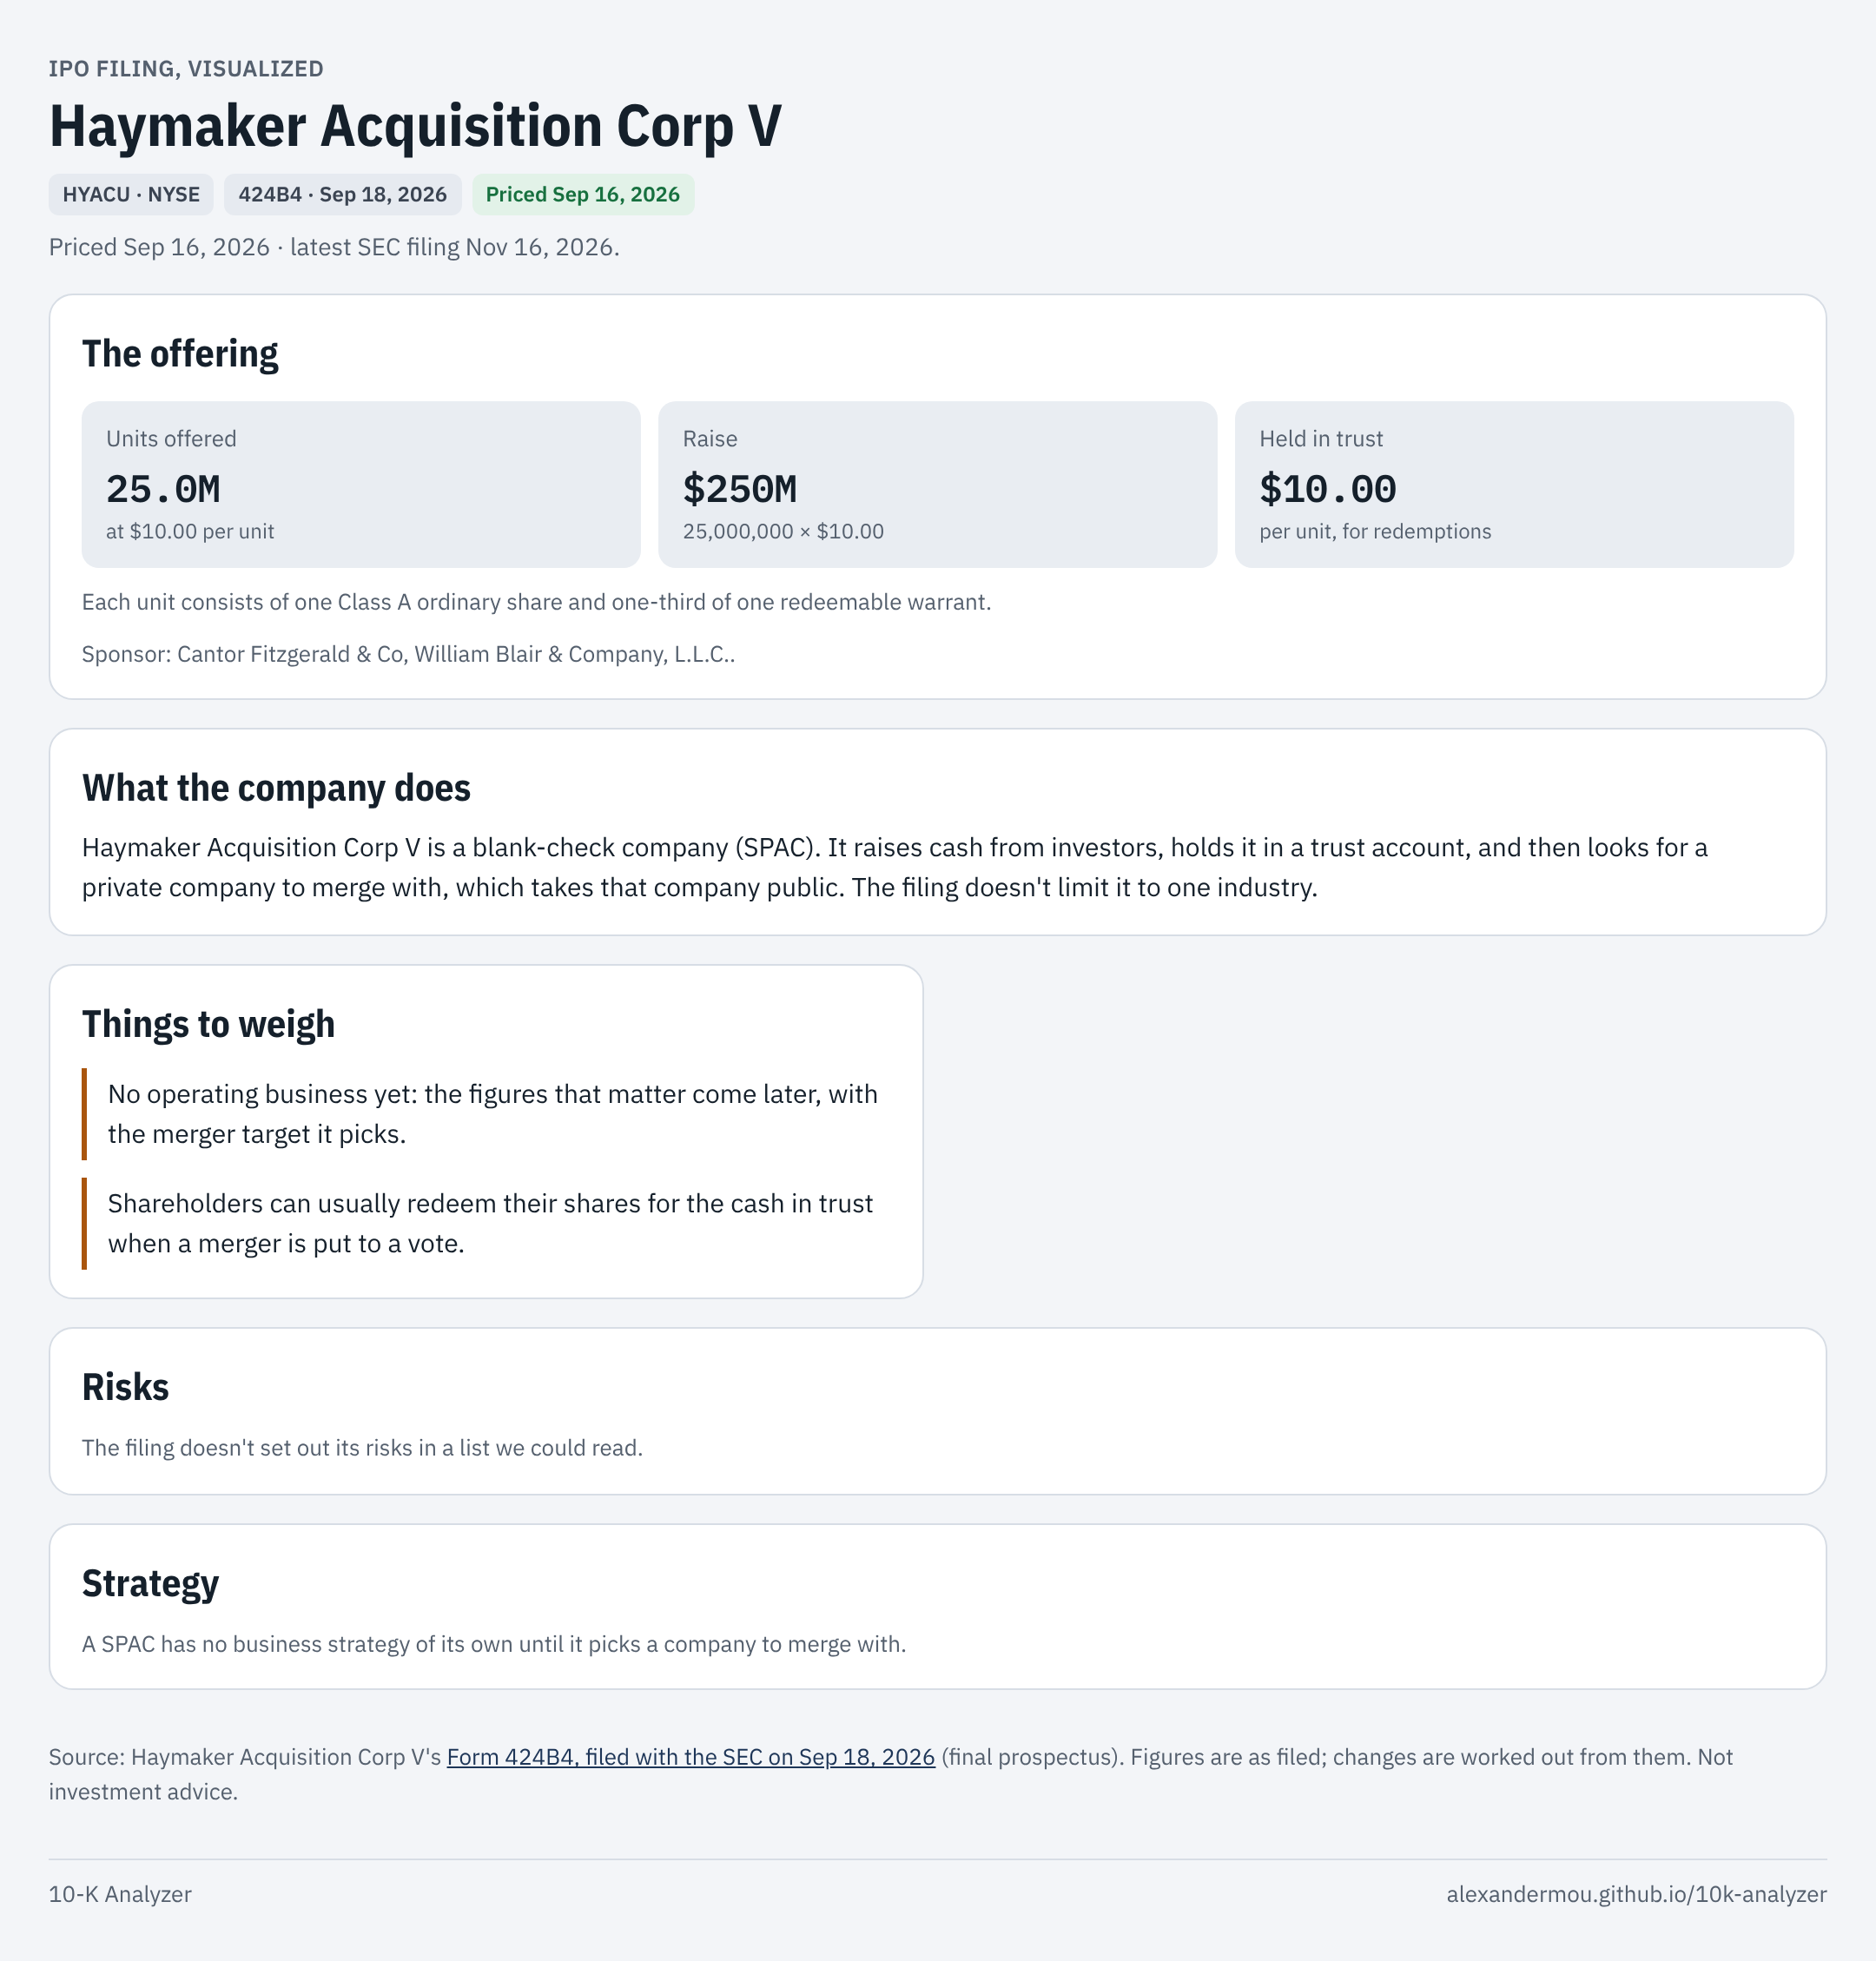 IPO FILING, VISUALIZED
Haymaker Acquisition Corp V
HYACU · NYSE 424B4 · Sep 18, 2026 Priced Sep 16, 2026
Priced Sep 16, 2026 · latest SEC filing Nov 16, 2026.
The offering
Units offered
25.0M
at $10.00 per unit
Raise
$250M
25,000,000 × $10.00
Held in trust
$10.00
per unit, for redemptions
Each unit consists of one Class A ordinary share and one-third of one redeemable warrant.
Sponsor: Cantor Fitzgerald & Co, William Blair & Company, L.L.C..
What the company does
Haymaker Acquisition Corp V is a blank-check company (SPAC). It raises cash from investors, holds it in a trust account, and then looks for a
private company to merge with, which takes that company public. The filing doesn't limit it to one industry.
Things to weigh
No operating business yet: the figures that matter come later, with
the merger target it picks.
Shareholders can usually redeem their shares for the cash in trust
when a merger is put to a vote.
Risks
The filing doesn't set out its risks in a list we could read.
Strategy
A SPAC has no business strategy of its own until it picks a company to merge with.
Source: Haymaker Acquisition Corp V's Form 424B4, filed with the SEC on Sep 18, 2026 (final prospectus). Figures are as filed; changes are worked out from them. Not
investment advice.
10-K Analyzer
alexandermou.github.io/10k-analyzer